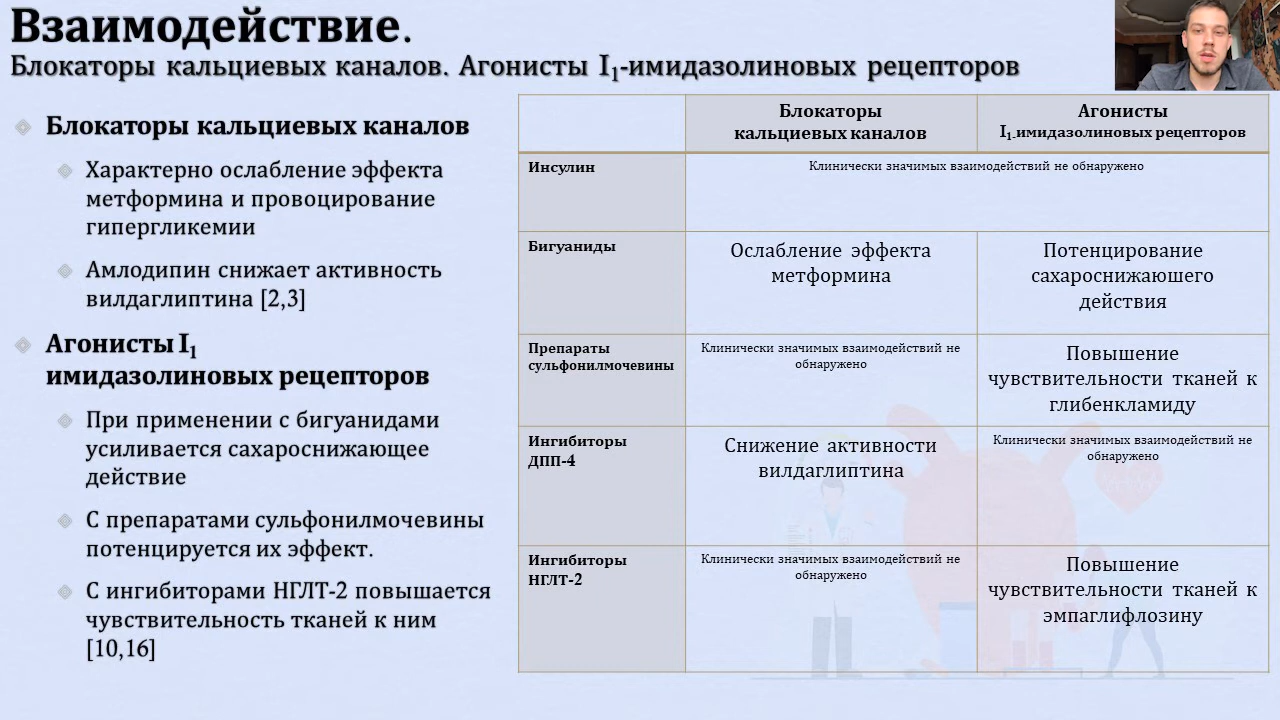 Взаимодействие.
Блокаторы кальциевых каналов. Агонисты I₁-имидазолиновых рецепторов
Блокаторы кальциевых каналов
Характерно ослабление эффекта
метформина и провоцирование
гипергликемии
Амлодипин снижает активность
вилдаглиптина [2,3]
Агонисты I₁
имидазолиновых рецепторов
При применении с бигуанидами
усиливается сахароснижающее
действие
С препаратами сульфонилмочевины
потенцируется их эффект.
С ингибиторами НГЛТ-2 повышается
чувствительность тканей к ним
[10,16]
Блокаторы
кальциевых каналов
Агонисты
I₁-имидазолиновых рецепторов
Инсулин
Клинически значимых взаимодействий не обнаружено
Бигуаниды
Ослабление эффекта
метформина
Потенцирование
сахароснижаюшего
действия
Препараты
сульфонилмочевины
Клинически значимых взаимодействий не
обнаружено
Повышение
чувствительности тканей к
глибенкламиду
Ингибиторы
ДПП-4
Снижение активности
вилдаглиптина
Клинически значимых взаимодействий не
обнаружено
Ингибиторы
НГЛТ-2
Клинически значимых взаимодействий не
обнаружено
Повышение
чувствительности тканей к
эмпаглифлозину